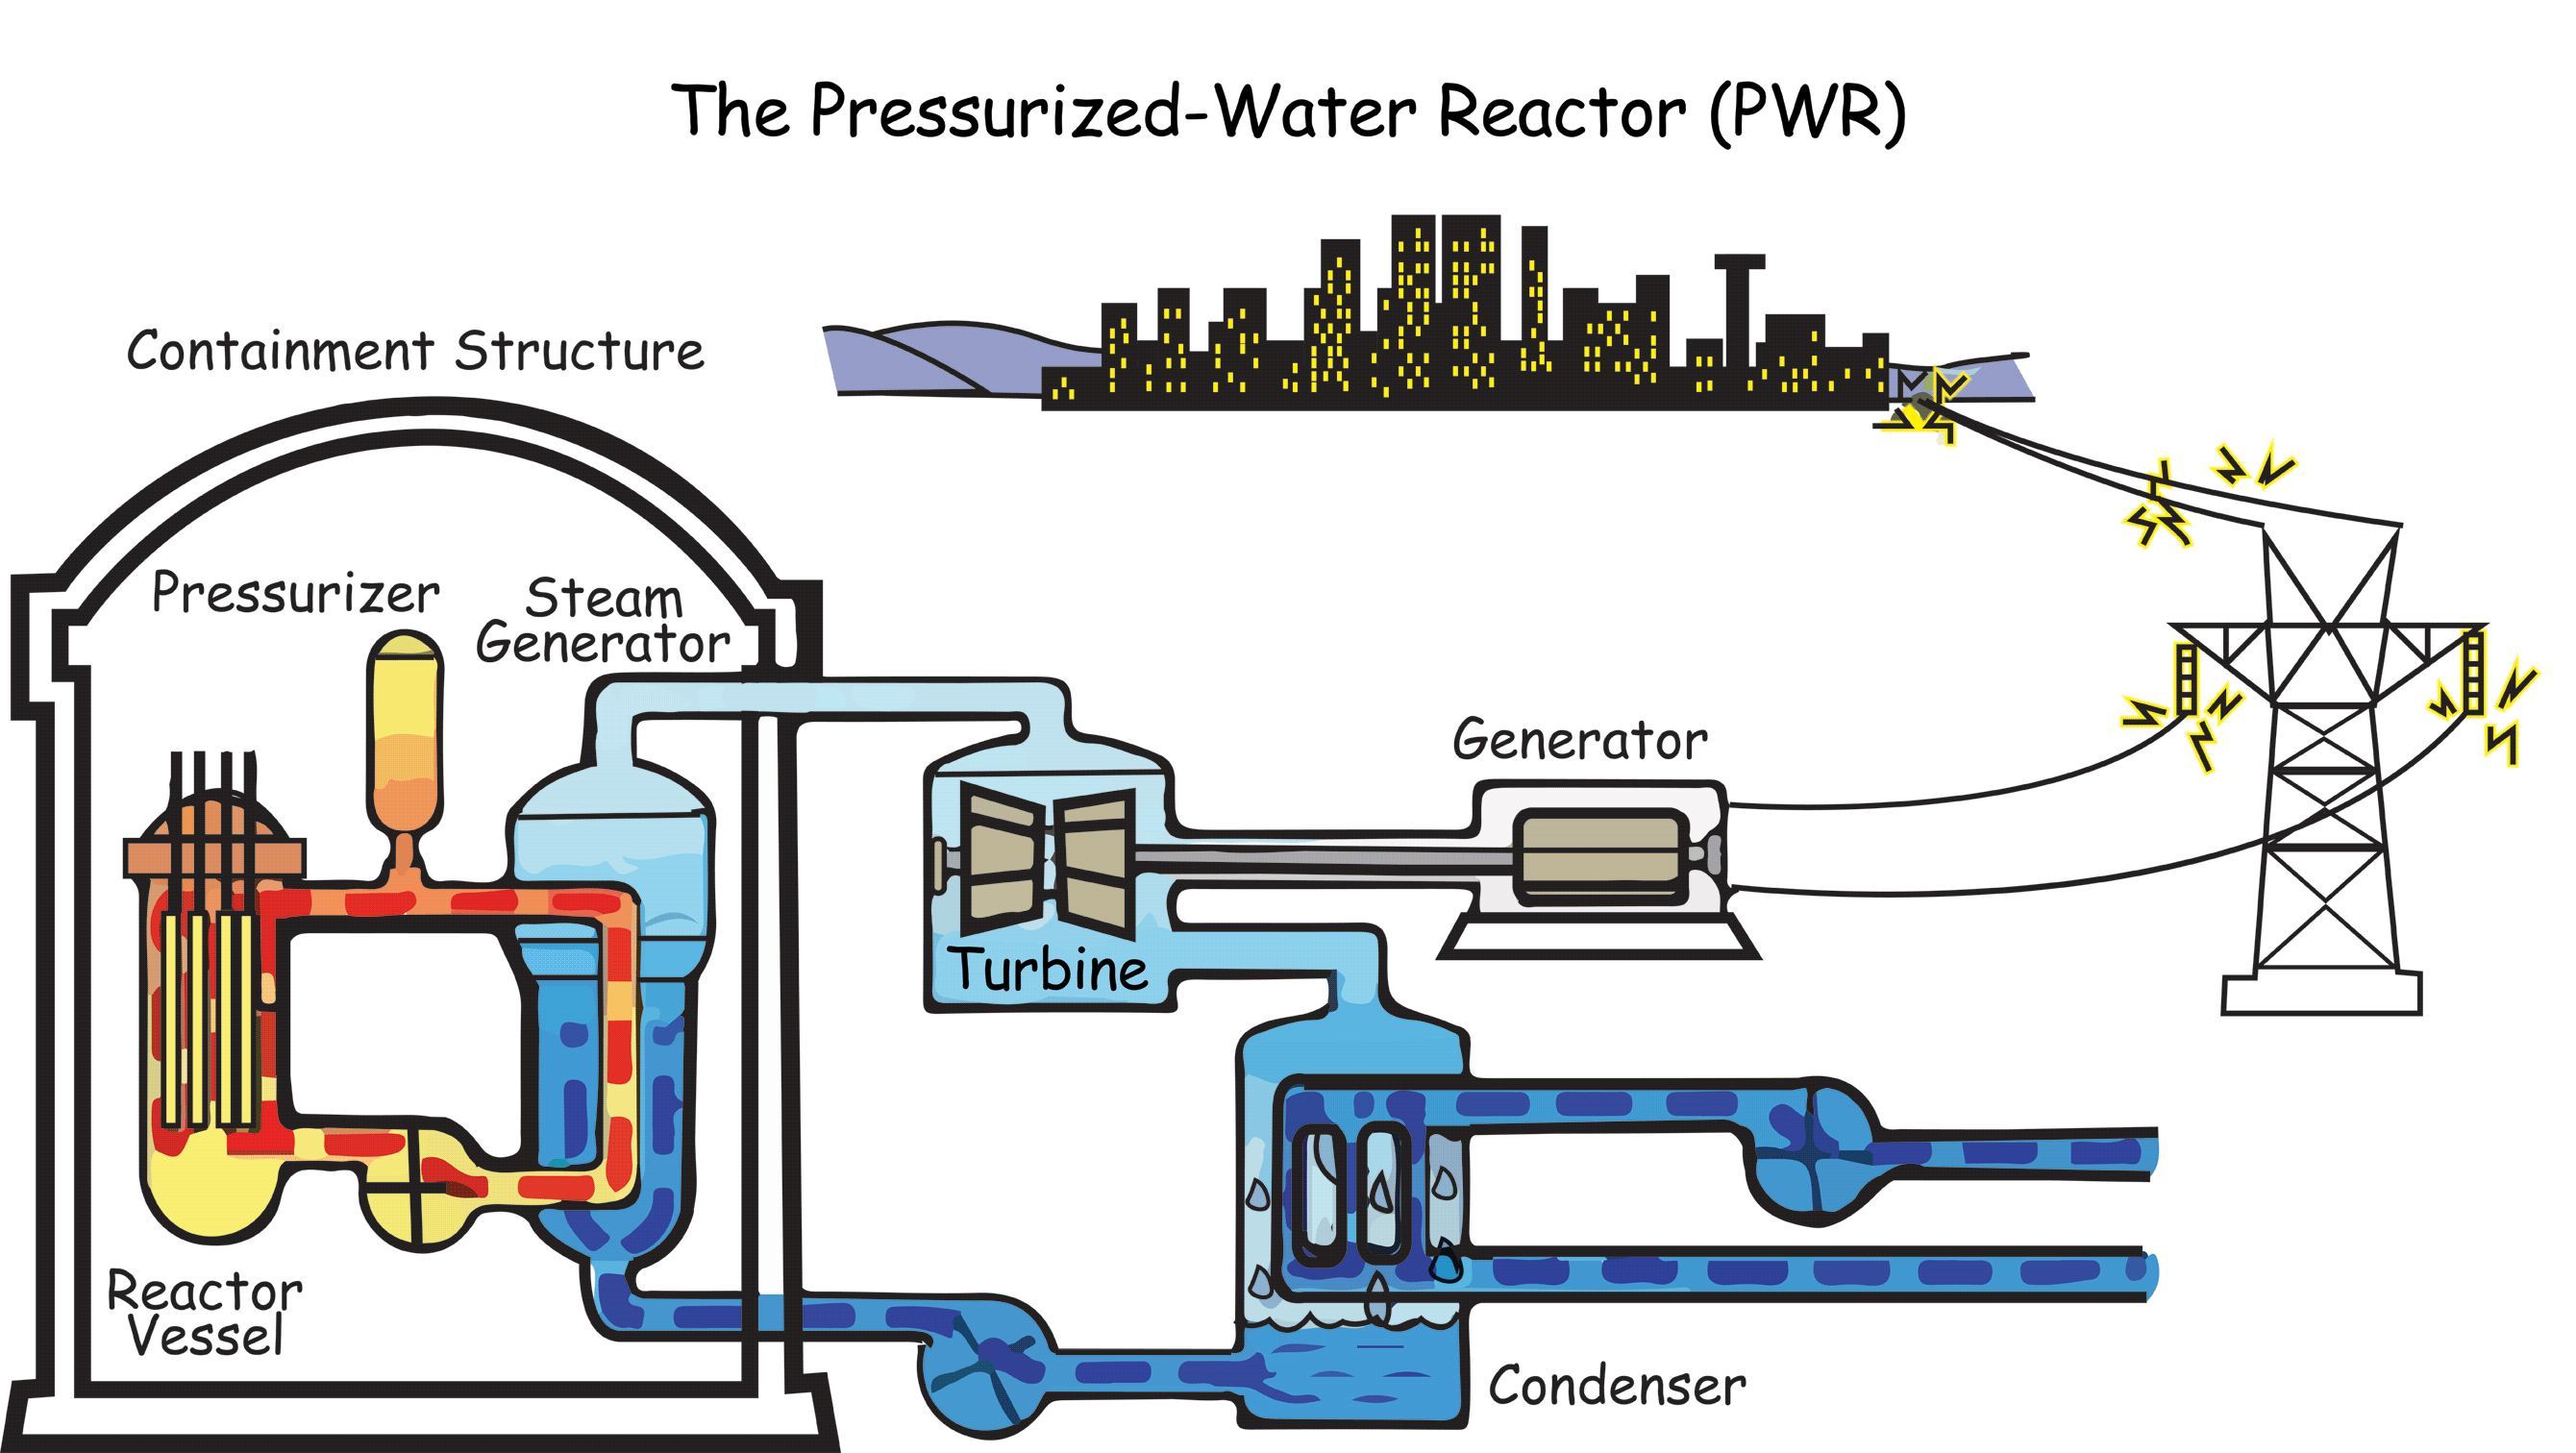 The Pressurized-Water Reactor (PWR)
Containment Structure
Pressurizer
Steam
Generator
Generator
Turbine
Reactor
Vessel
Condenser